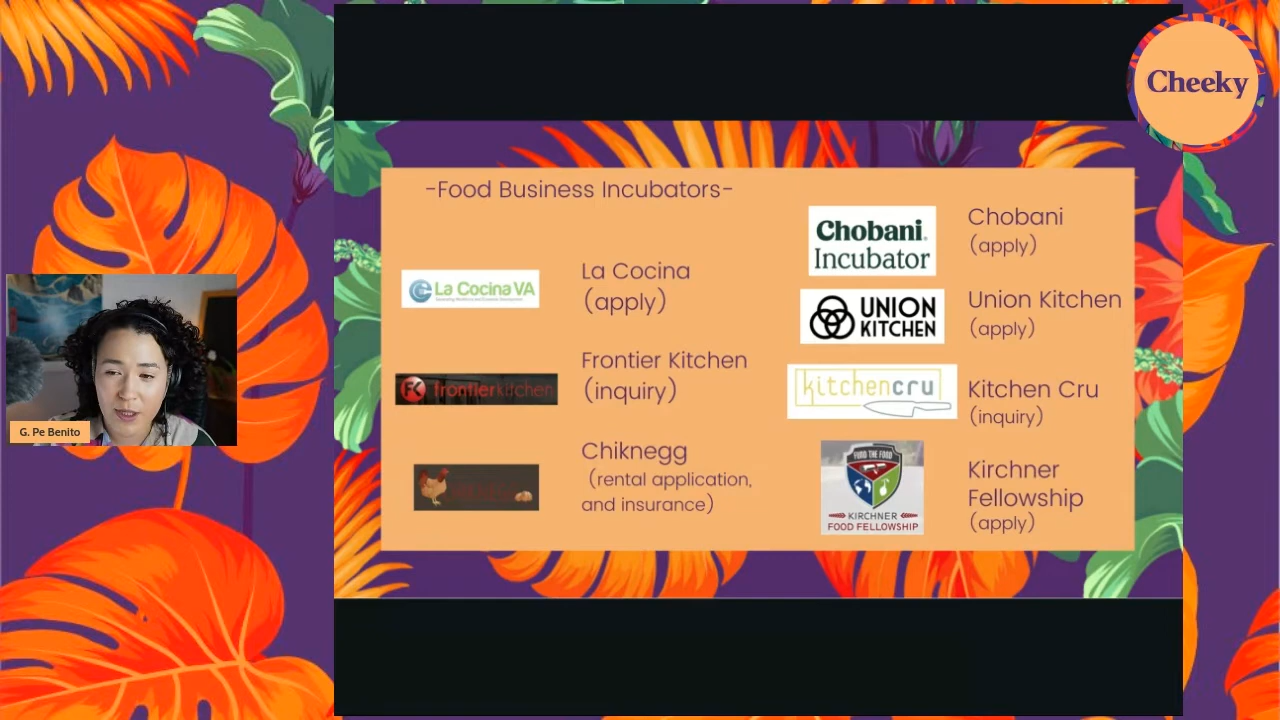 Cheeky
-Food Business Incubators-
La Cocina VA
La Cocina
(apply)
frontierkitchen
FK
Frontier Kitchen
(inquiry)
Chiknegg
(rental application,
and insurance)
Chobani
Incubator
Chobani
(apply)
UNION
KITCHEN
Union Kitchen
(apply)
kitchencru
Kitchen Cru
(inquiry)
FUND THE FOOD
KIRCHNER
FOOD FELLOWSHIP
Kirchner
Fellowship
(apply)
G. Pe Benito